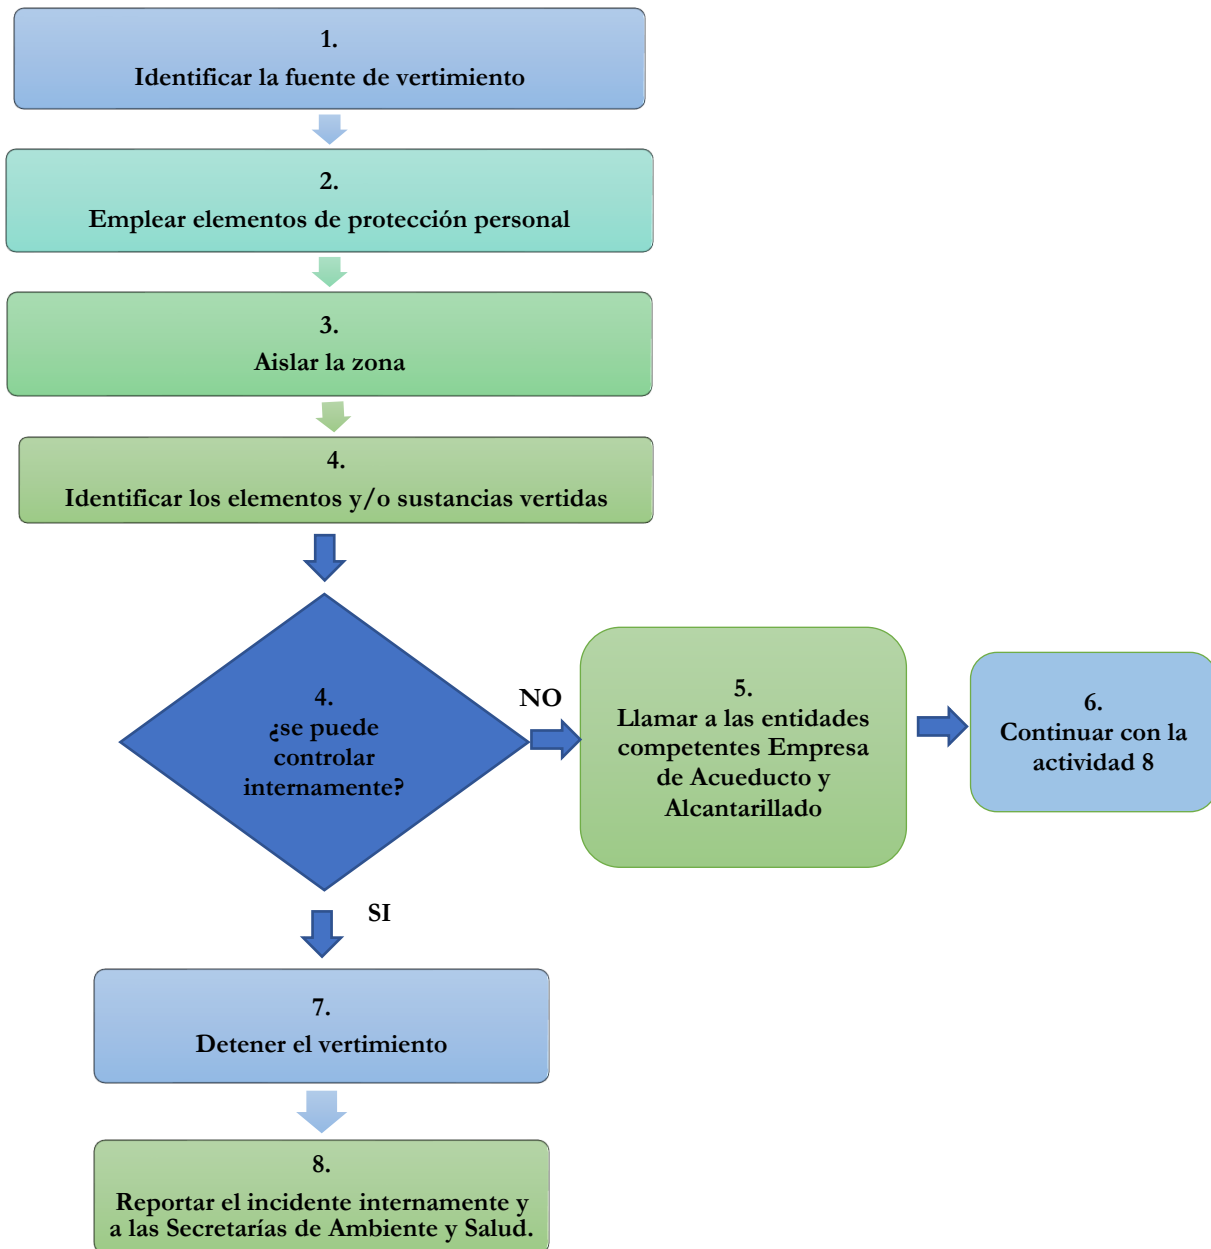 1.
Identificar la fuente de vertimiento
2.
Emplear elementos de protección personal
3.
Aislar la zona
4.
Identificar los elementos y/o sustancias vertidas
4.
¿se puede
controlar
internamente?
NO
5.
Llamar a las entidades
competentes Empresa
de Acueducto y
Alcantarillado
6.
Continuar con la
actividad 8
SI
7.
Detener el vertimiento
8.
Reportar el incidente internamente y
a las Secretarías de Ambiente y Salud.